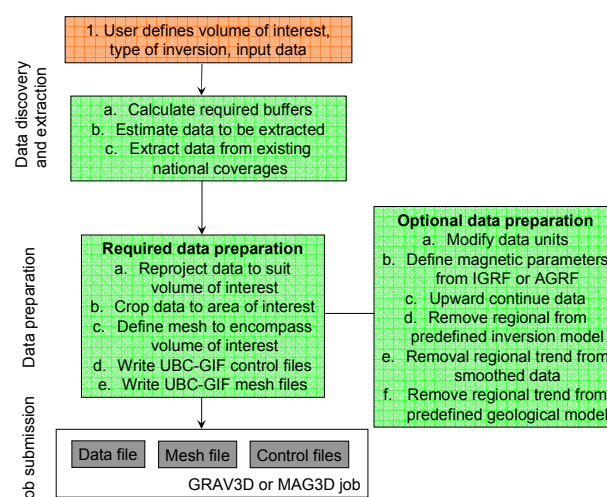 1. User defines volume of interest,
type of inversion, input data
Data discovery
and extraction
a. Calculate required buffers
b. Estimate data to be extracted
c. Extract data from existing
national coverages
Data preparation
Required data preparation
a. Reproject data to suit
volume of interest
b. Crop data to area of interest
c. Define mesh to encompass
volume of interest
d. Write UBC-GIF control files
e. Write UBC-GIF mesh files
Optional data preparation
a. Modify data units
b. Define magnetic parameters
from IGRF or AGRF
c. Upward continue data
d. Remove regional from
predefined inversion model
e. Removal regional trend from
smoothed data
f. Remove regional trend from
predefined geological model
ob submission
Data file
Mesh file
Control files
GRAV3D or MAG3D job